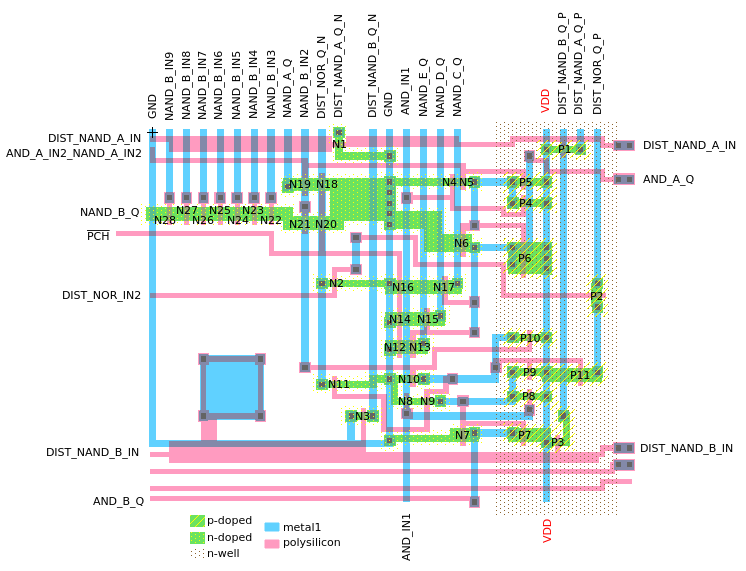 GND
NAND_B_IN9
NAND_B_IN8
NAND_B_IN7
NAND_B_IN6
NAND_B_IN5
NAND_B_IN4
NAND_B_IN3
NAND_A_Q
NAND_B_IN2
DIST_NOR_Q_N
DIST_NAND_A_Q_N
DIST_NAND_B_Q_N
GND
AND_IN1
NAND_E_Q
NAND_D_Q
NAND_C_Q
VDD
DIST_NAND_B_Q_P
DIST_NAND_A_Q_P
DIST_NOR_Q_P
DIST_NAND_A_IN
N1
P1
DIST_NAND_A_IN
AND_A_IN2_NAND_A_IN2
N19 N18
N4 N5
P5
AND_A_Q
P4
NAND_B_Q
N28
N27
N26
N25
N24
N23
N22
N21 N20
PCH
N6
P6
N2
N16
N17
DIST_NOR_IN2
P2
N14 N15
N12 N13
P10
N11
N10
P9
P11
N8 N9
P8
N3
N7
P7
P3
DIST_NAND_B_IN
DIST_NAND_B_IN
AND_B_Q
AND_IN1
VDD
p-doped
n-doped
n-well
metal1
polysilicon